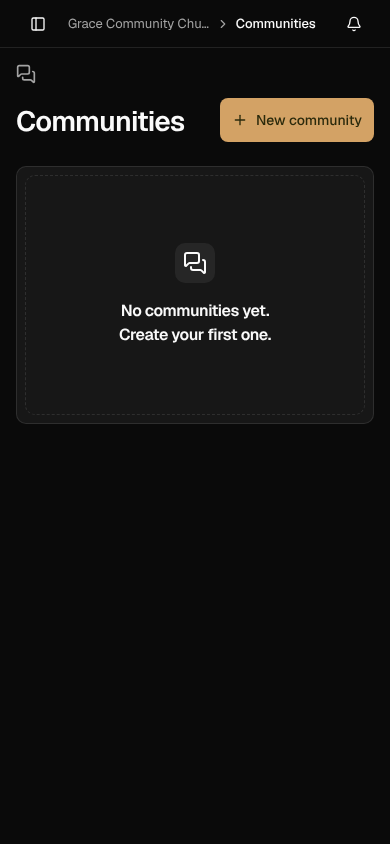 Grace Community Chu... > Communities
Communities
New community
No communities yet.
Create your first one.